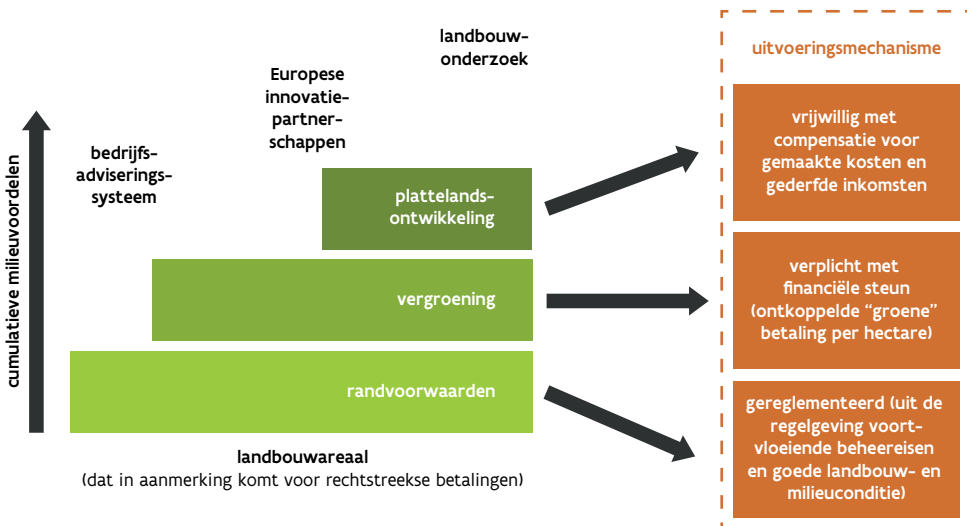 landbouw-
onderzoek
Europese
innovatie-
partner-
schappen
bedrijfs-
adviserings-
systeem
cumulatieve milieuvoordelen
plattelands-
ontwikkeling
vergroening
randvoorwaarden
landbouwareaal
(dat in aanmerking komt voor rechtstreekse betalingen)
uitvoeringsmechanisme
vrijwillig met
compensatie voor
gemaakte kosten en
gederfde inkomsten
verplicht met
financiële steun
(ontkoppelde “groene”
betaling per hectare)
gereglementeerd (uit de
regelgeving voort-
vloeiende beheereisen
en goede landbouw- en
milieuconditie)